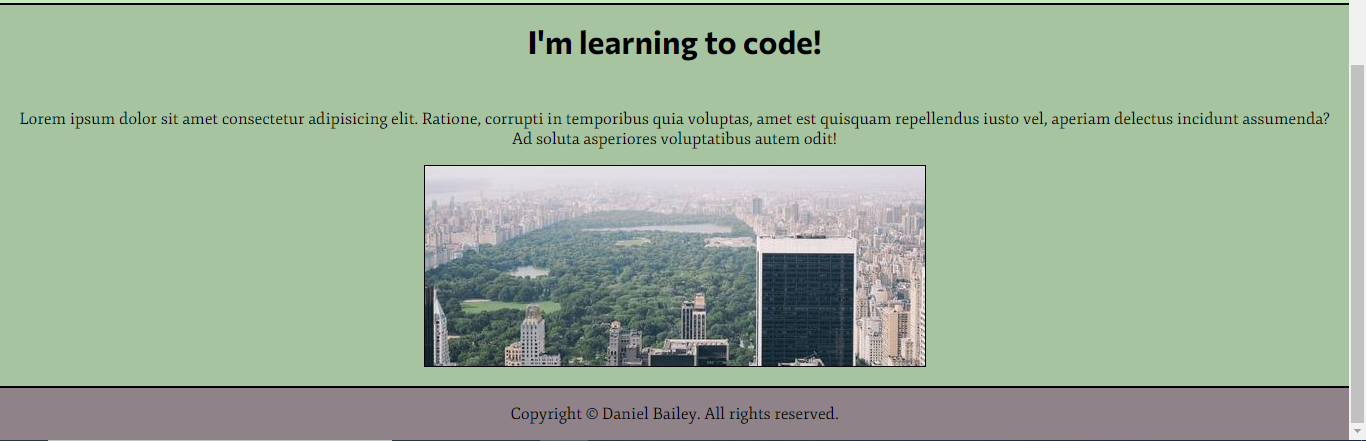 I'm learning to code!
Lorem ipsum dolor sit amet consectetur adipisicing elit. Ratione, corrupti in temporibus quia voluptas, amet est quisquam repellendus iusto vel, aperiam delectus incidunt assumenda?
Ad soluta asperiores voluptatibus autem odit!
Copyright © Daniel Bailey. All rights reserved.